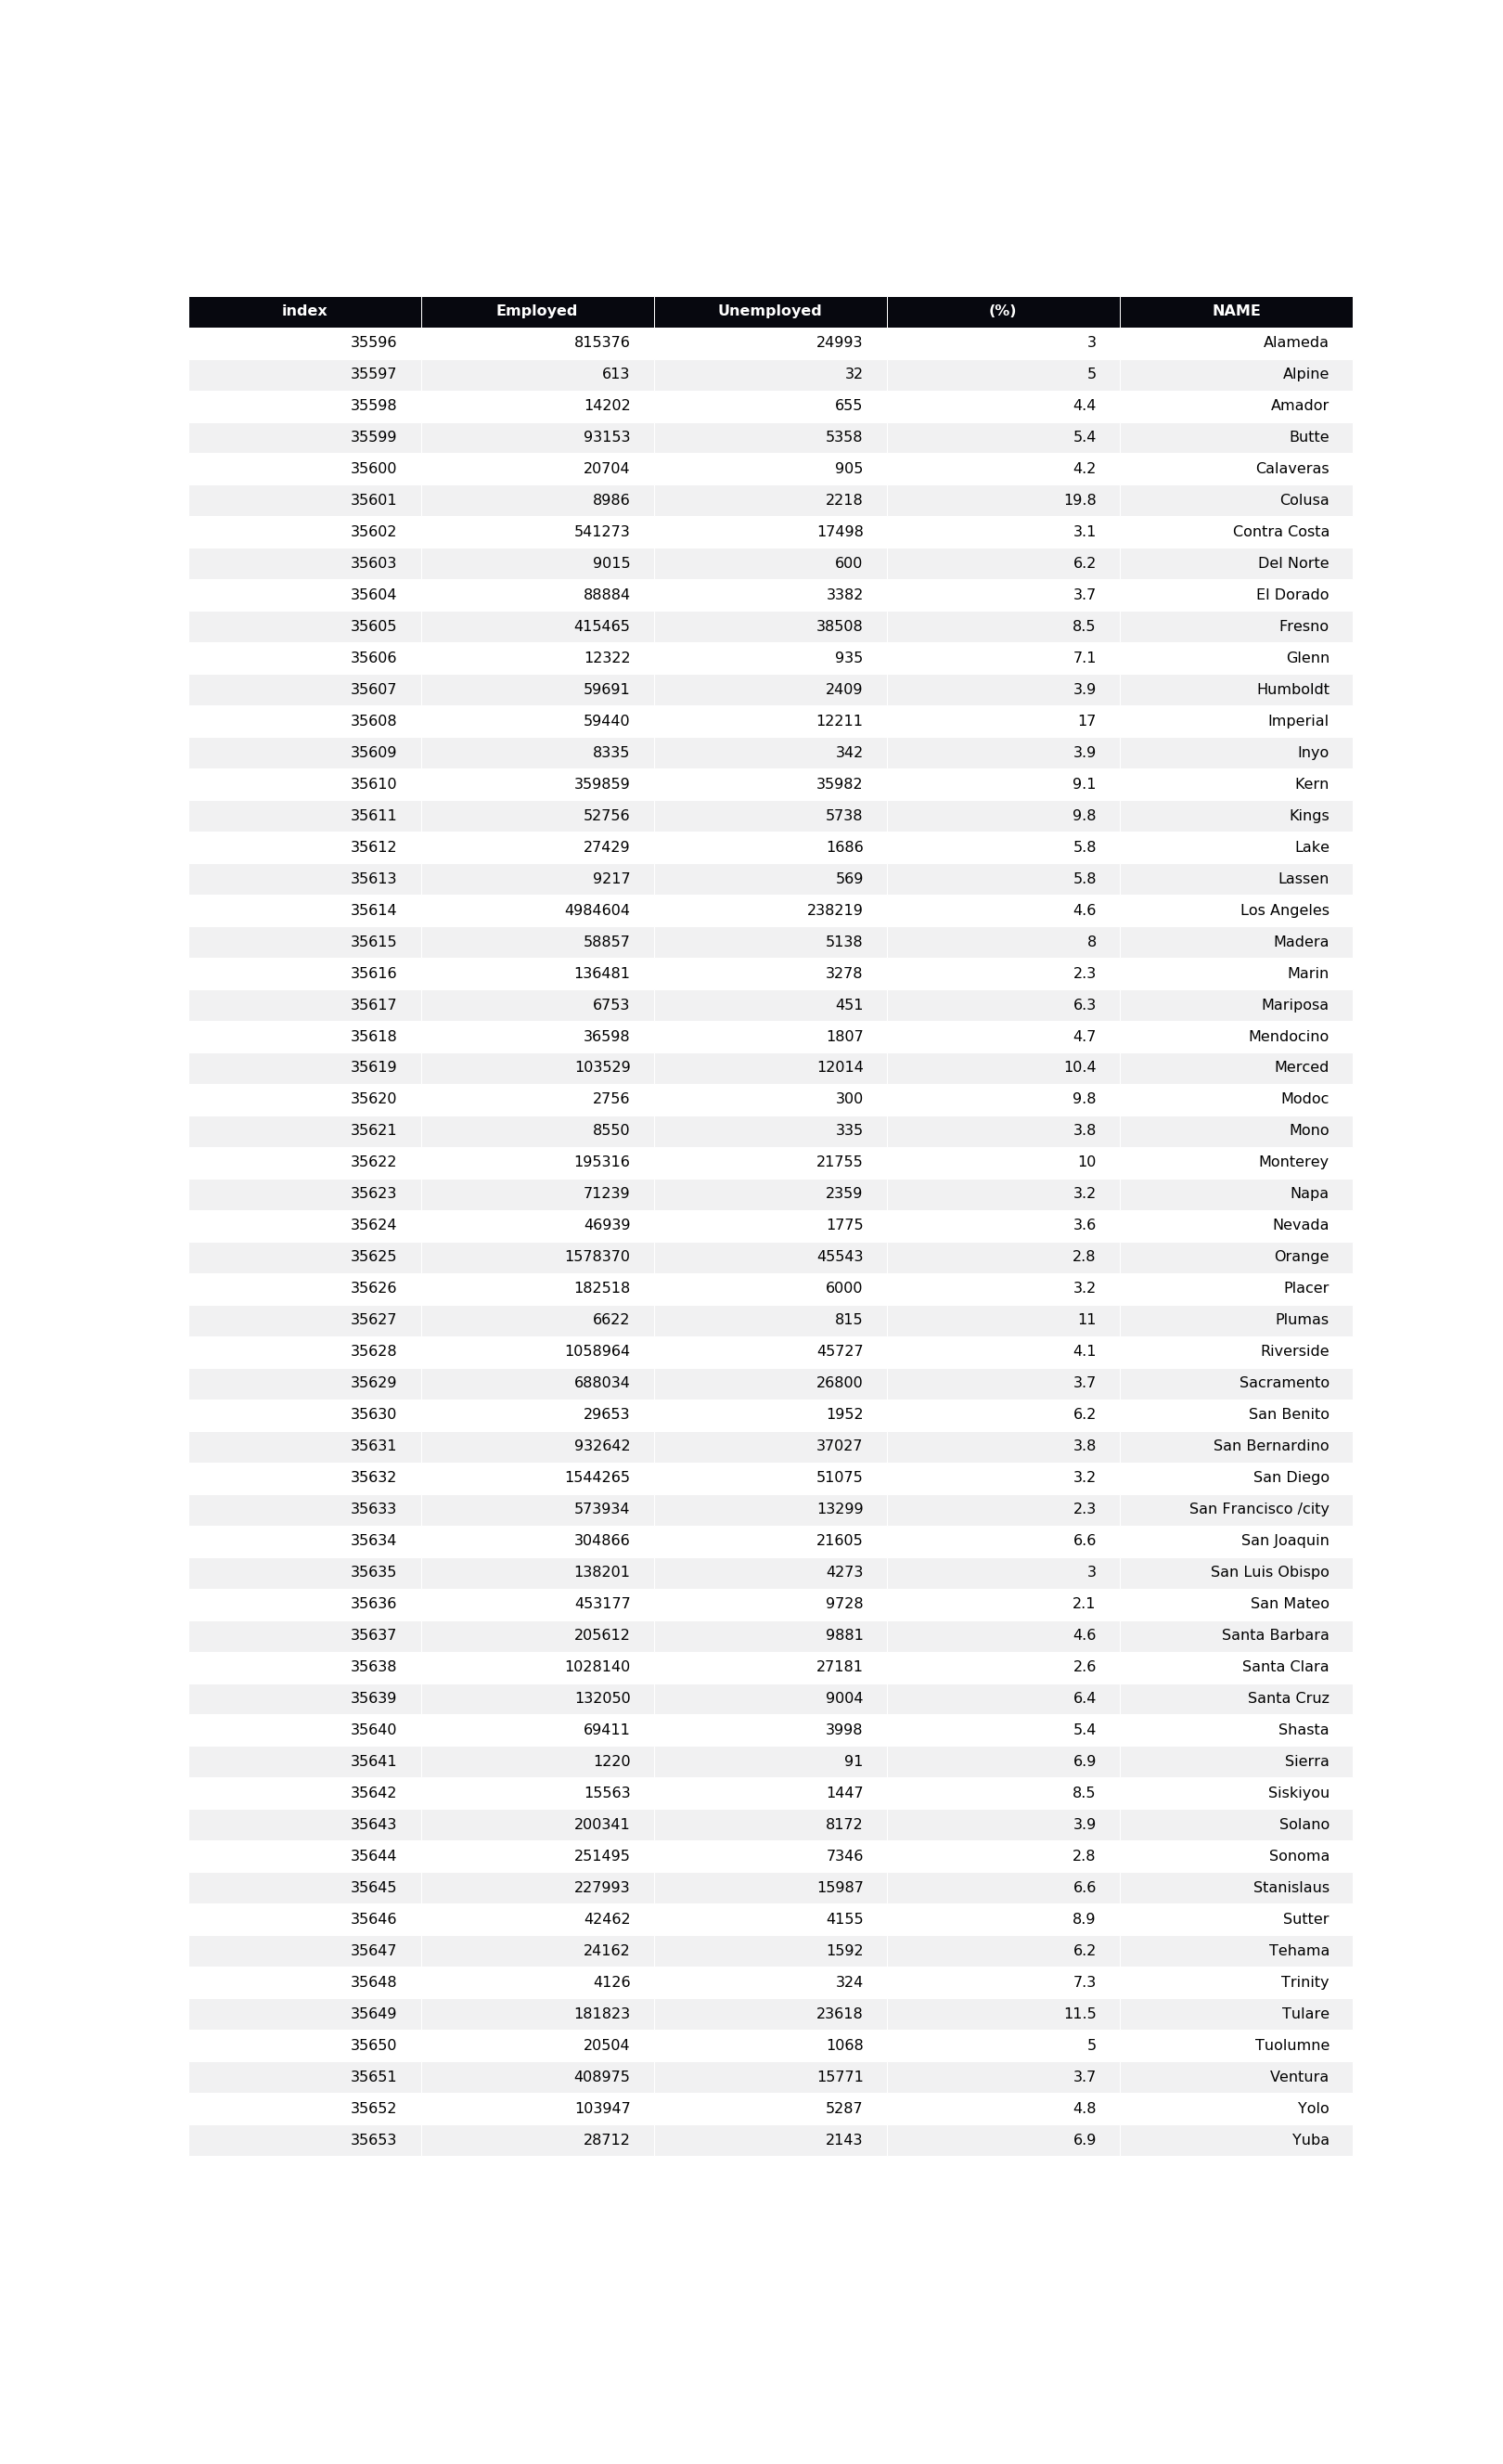 index Employed Unemployed (%) NAME
35596 815376 24993 3 Alameda
35597 613 32 5 Alpine
35598 14202 655 4.4 Amador
35599 93153 5358 5.4 Butte
35600 20704 905 4.2 Calaveras
35601 8986 2218 19.8 Colusa
35602 541273 17498 3.1 Contra Costa
35603 9015 600 6.2 Del Norte
35604 88884 3382 3.7 El Dorado
35605 415465 38508 8.5 Fresno
35606 12322 935 7.1 Glenn
35607 59691 2409 3.9 Humboldt
35608 59440 12211 17 Imperial
35609 8335 342 3.9 Inyo
35610 359859 35982 9.1 Kern
35611 52756 5738 9.8 Kings
35612 27429 1686 5.8 Lake
35613 9217 569 5.8 Lassen
35614 4984604 238219 4.6 Los Angeles
35615 58857 5138 8 Madera
35616 136481 3278 2.3 Marin
35617 6753 451 6.3 Mariposa
35618 36598 1807 4.7 Mendocino
35619 103529 12014 10.4 Merced
35620 2756 300 9.8 Modoc
35621 8550 335 3.8 Mono
35622 195316 21755 10 Monterey
35623 71239 2359 3.2 Napa
35624 46939 1775 3.6 Nevada
35625 1578370 45543 2.8 Orange
35626 182518 6000 3.2 Placer
35627 6622 815 11 Plumas
35628 1058964 45727 4.1 Riverside
35629 688034 26800 3.7 Sacramento
35630 29653 1952 6.2 San Benito
35631 932642 37027 3.8 San Bernardino
35632 1544265 51075 3.2 San Diego
35633 573934 13299 2.3 San Francisco /city
35634 304866 21605 6.6 San Joaquin
35635 138201 4273 3 San Luis Obispo
35636 453177 9728 2.1 San Mateo
35637 205612 9881 4.6 Santa Barbara
35638 1028140 27181 2.6 Santa Clara
35639 132050 9004 6.4 Santa Cruz
35640 69411 3998 5.4 Shasta
35641 1220 91 6.9 Sierra
35642 15563 1447 8.5 Siskiyou
35643 200341 8172 3.9 Solano
35644 251495 7346 2.8 Sonoma
35645 227993 15987 6.6 Stanislaus
35646 42462 4155 8.9 Sutter
35647 24162 1592 6.2 Tehama
35648 4126 324 7.3 Trinity
35649 181823 23618 11.5 Tulare
35650 20504 1068 5 Tuolumne
35651 408975 15771 3.7 Ventura
35652 103947 5287 4.8 Yolo
35653 28712 2143 6.9 Yuba